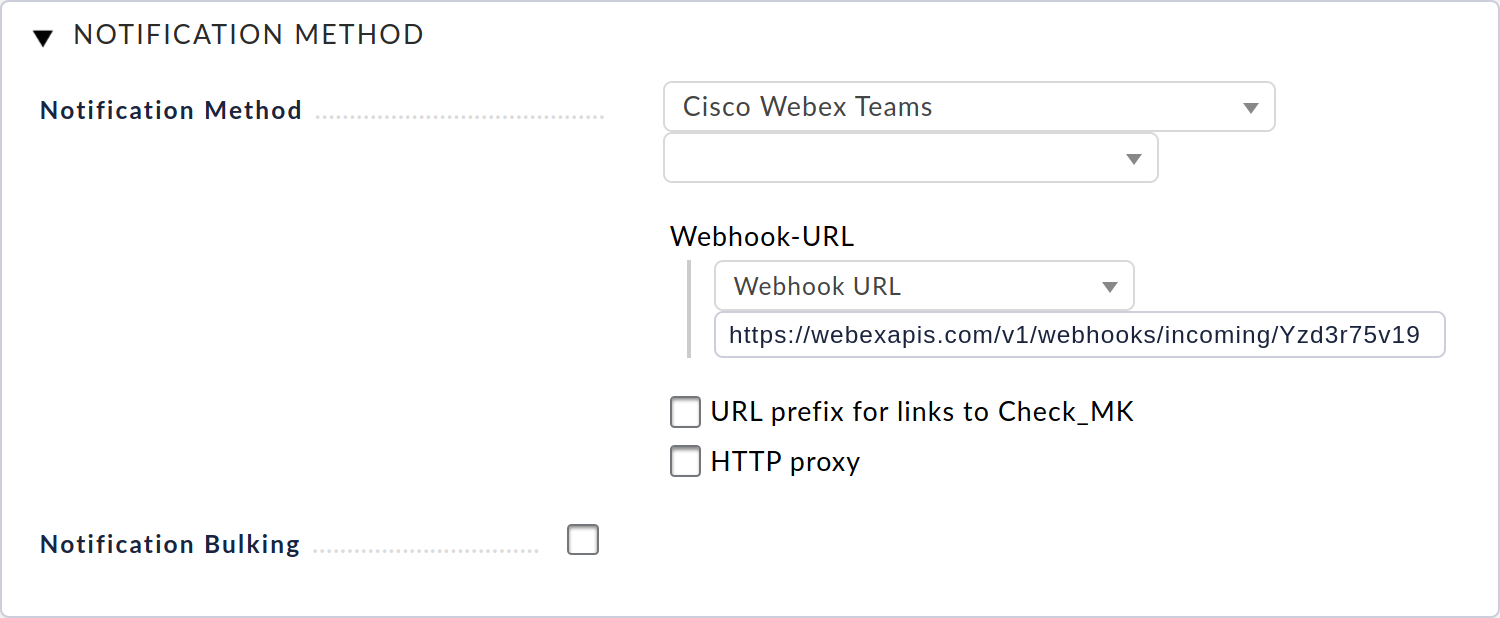 NOTIFICATION METHOD
Notification Method
Cisco Webex Teams
Webhook-URL
Webhook URL
https://webexapis.com/v1/webhooks/incoming/Yzd3r75v19
URL prefix for links to Check_MK
HTTP proxy
Notification Bulking